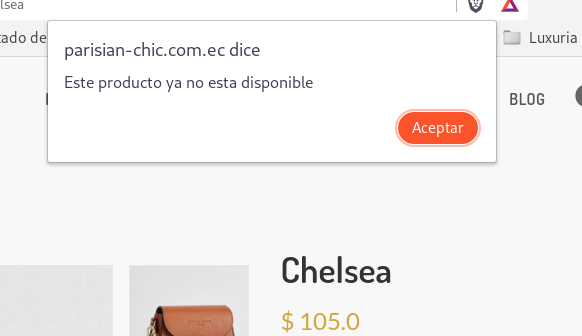 lsea
tado de
Luxuria
parisian-chic.com.ec dice
Este producto ya no esta disponible
Aceptar
BLOG
Chelsea
$ 105.0